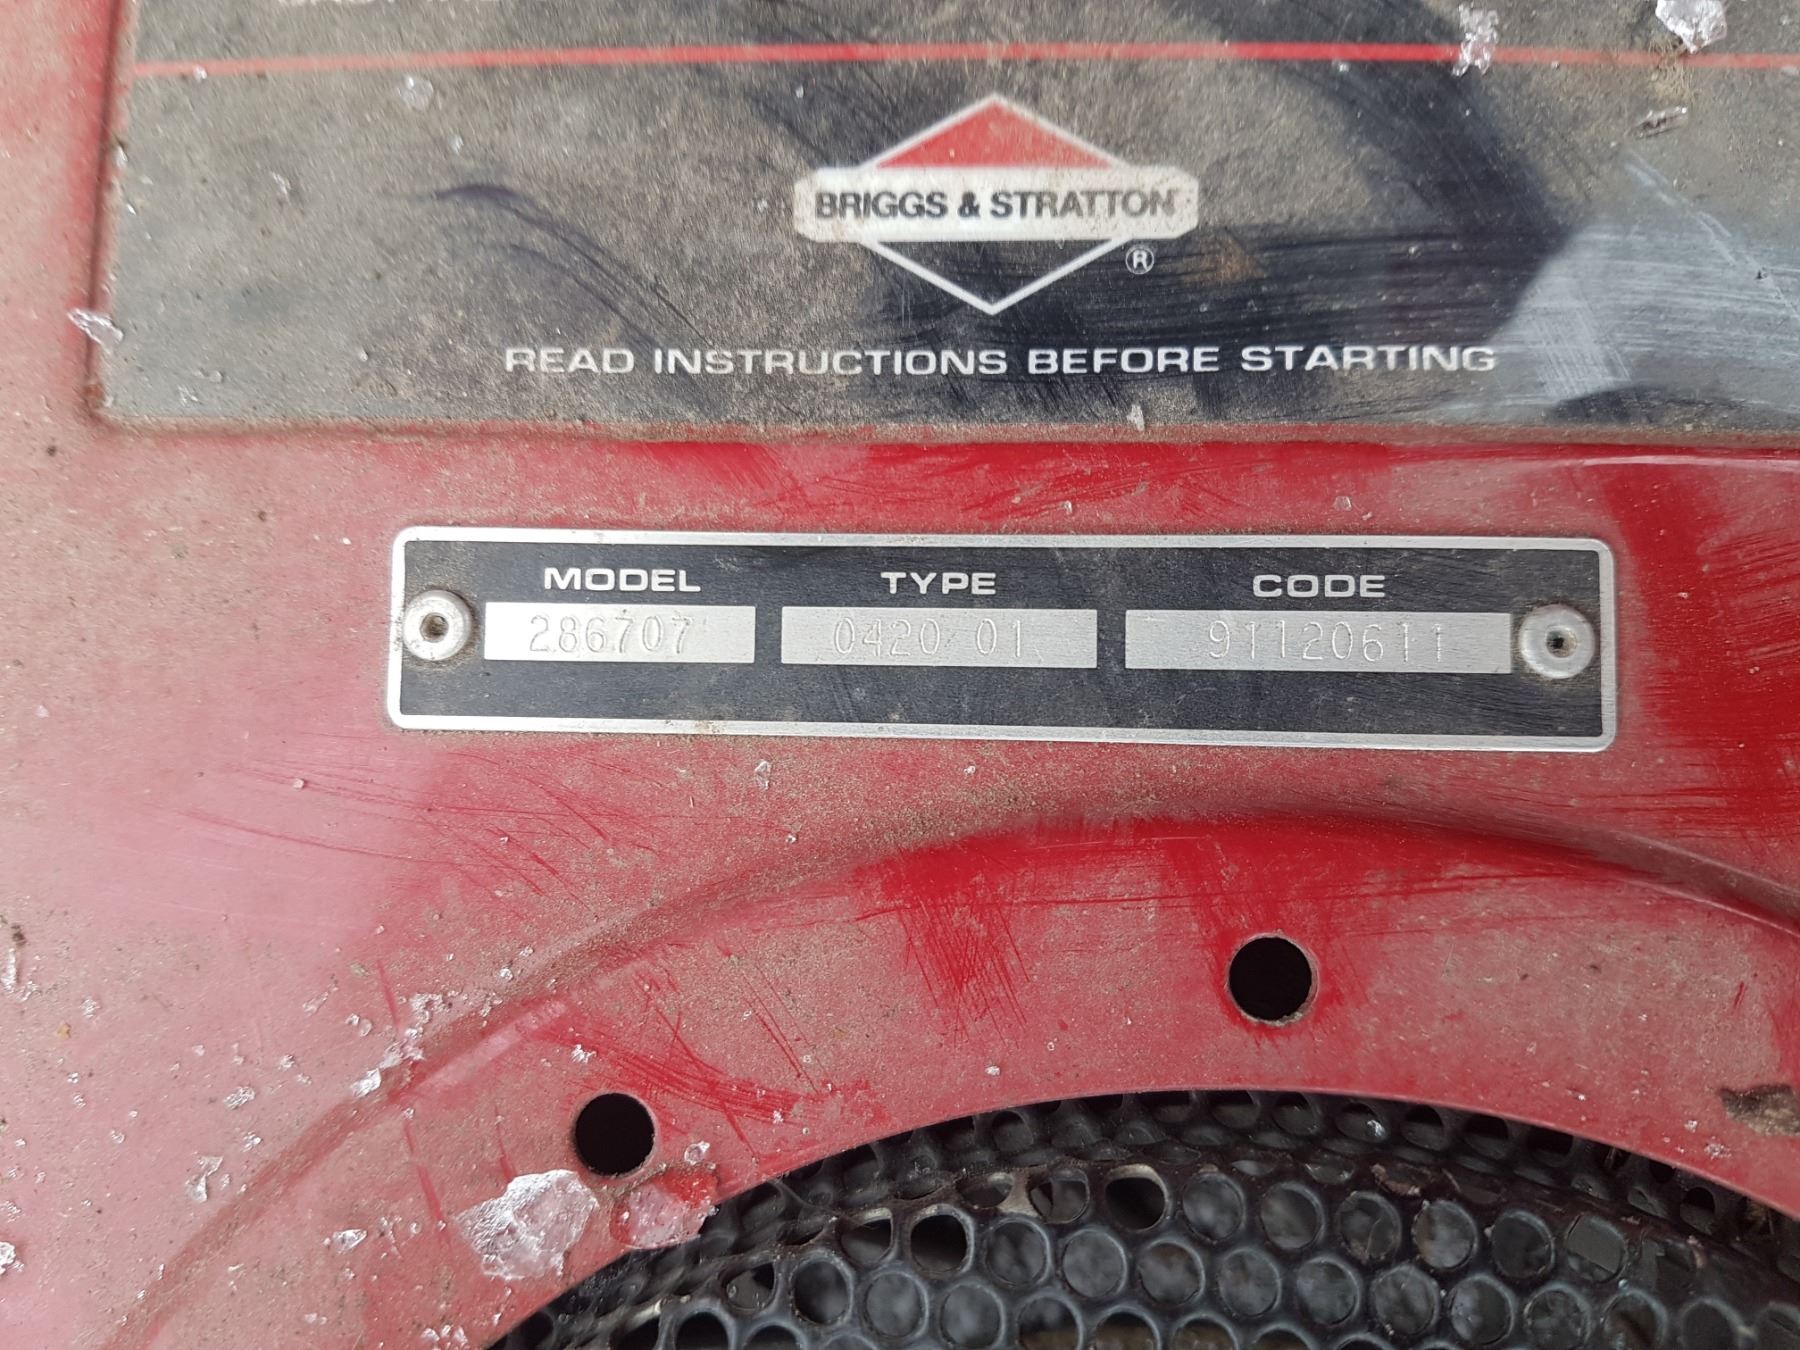 BRIGGS & STRATTON
®
READ INSTRUCTIONS BEFORE STARTING
MODEL TYPE CODE
286707 0420 01 91120611